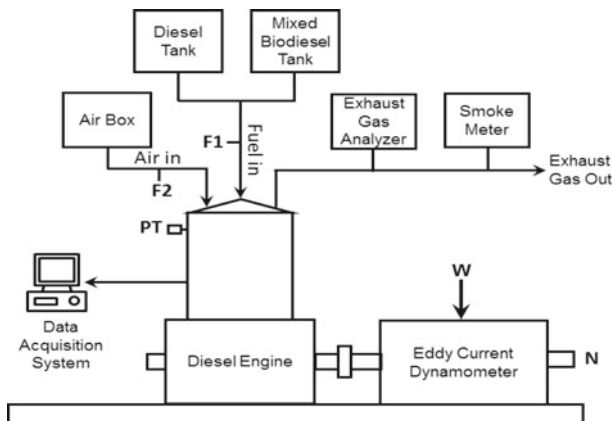 Diesel
Tank
Mixed
Biodiesel
Tank
Air Box
F1
Fuel in
Exhaust
Gas
Analyzer
Smoke
Meter
Air in
F2
Exhaust
Gas Out
PT
W
Data
Acquisition
System
Diesel Engine
Eddy Current
Dynamometer
N